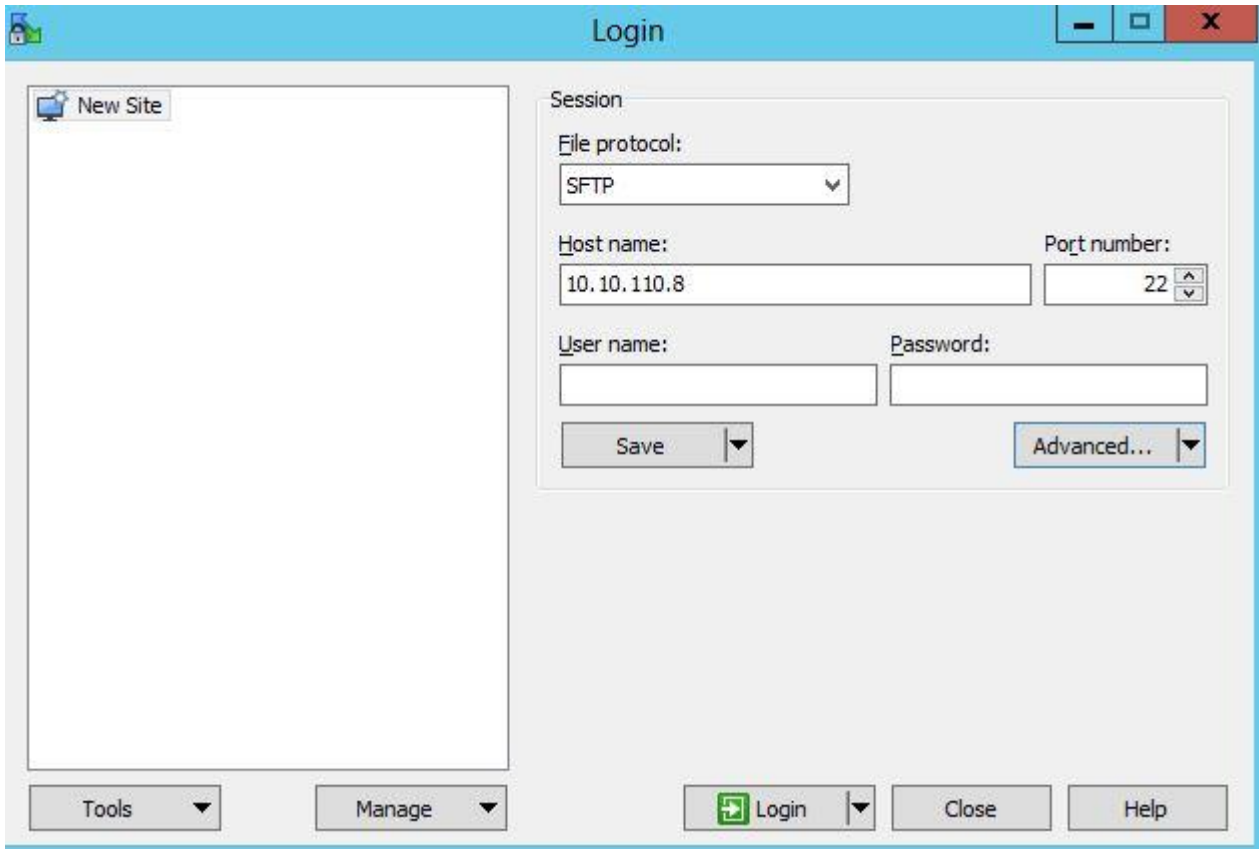 Login
New Site
Session
File protocol:
SFTP
Host name:
Port number:
10.10.110.8
22
User name:
Password:
Save
Advanced...
Tools
Manage
Login
Close
Help